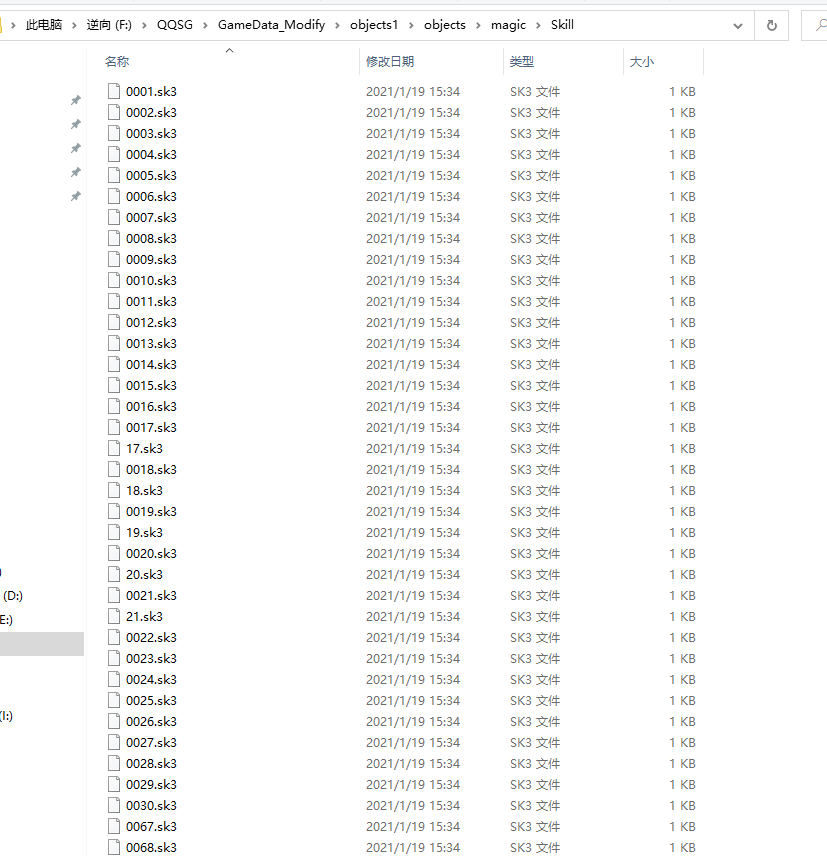 此电脑 › 逆向 (F:) › QQSG › GameData_Modify › objects1 › objects › magic › Skill
名称 修改日期 类型 大小
0001.sk3 2021/1/19 15:34 SK3 文件 1 KB
0002.sk3 2021/1/19 15:34 SK3 文件 1 KB
0003.sk3 2021/1/19 15:34 SK3 文件 1 KB
0004.sk3 2021/1/19 15:34 SK3 文件 1 KB
0005.sk3 2021/1/19 15:34 SK3 文件 1 KB
0006.sk3 2021/1/19 15:34 SK3 文件 1 KB
0007.sk3 2021/1/19 15:34 SK3 文件 1 KB
0008.sk3 2021/1/19 15:34 SK3 文件 1 KB
0009.sk3 2021/1/19 15:34 SK3 文件 1 KB
0010.sk3 2021/1/19 15:34 SK3 文件 1 KB
0011.sk3 2021/1/19 15:34 SK3 文件 1 KB
0012.sk3 2021/1/19 15:34 SK3 文件 1 KB
0013.sk3 2021/1/19 15:34 SK3 文件 1 KB
0014.sk3 2021/1/19 15:34 SK3 文件 1 KB
0015.sk3 2021/1/19 15:34 SK3 文件 1 KB
0016.sk3 2021/1/19 15:34 SK3 文件 1 KB
0017.sk3 2021/1/19 15:34 SK3 文件 1 KB
17.sk3 2021/1/19 15:34 SK3 文件 1 KB
0018.sk3 2021/1/19 15:34 SK3 文件 1 KB
18.sk3 2021/1/19 15:34 SK3 文件 1 KB
0019.sk3 2021/1/19 15:34 SK3 文件 1 KB
19.sk3 2021/1/19 15:34 SK3 文件 1 KB
0020.sk3 2021/1/19 15:34 SK3 文件 1 KB
20.sk3 2021/1/19 15:34 SK3 文件 1 KB
(D:) 0021.sk3 2021/1/19 15:34 SK3 文件 1 KB
E:) 21.sk3 2021/1/19 15:34 SK3 文件 1 KB
0022.sk3 2021/1/19 15:34 SK3 文件 1 KB
0023.sk3 2021/1/19 15:34 SK3 文件 1 KB
0024.sk3 2021/1/19 15:34 SK3 文件 1 KB
0025.sk3 2021/1/19 15:34 SK3 文件 1 KB
(I:) 0026.sk3 2021/1/19 15:34 SK3 文件 1 KB
0027.sk3 2021/1/19 15:34 SK3 文件 1 KB
0028.sk3 2021/1/19 15:34 SK3 文件 1 KB
0029.sk3 2021/1/19 15:34 SK3 文件 1 KB
0030.sk3 2021/1/19 15:34 SK3 文件 1 KB
0067.sk3 2021/1/19 15:34 SK3 文件 1 KB
0068.sk3 2021/1/19 15:34 SK3 文件 1 KB